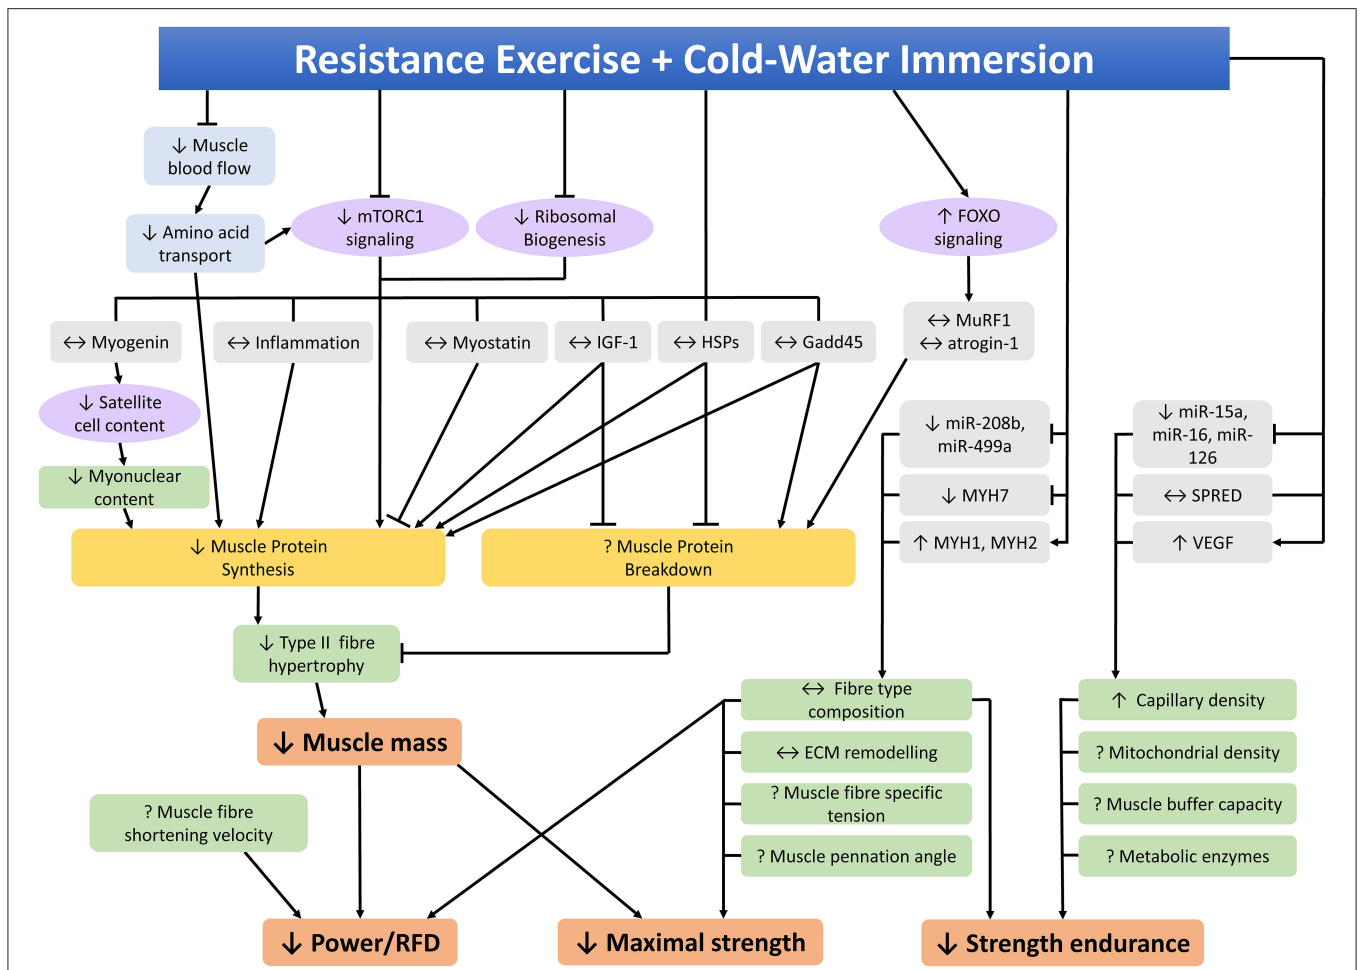 Resistance Exercise + Cold-Water Immersion
↓ Muscle
blood flow
↓ Amino acid
transport
↓ mTORC1
signaling
↓ Ribosomal
Biogenesis
↑ FOXO
signaling
↔ Myogenin
↔ Inflammation
↔ Myostatin
↔ IGF-1
↔ HSPs
↔ Gadd45
↔ MuRF1
↔ atrogin-1
↓ Satellite
cell content
↓ Myonuclear
content
↓ miR-208b,
miR-499a
↓ MYH7
↑ MYH1, MYH2
↓ miR-15a,
miR-16, miR-
126
↔ SPRED
↑ VEGF
↓ Muscle Protein
Synthesis
? Muscle Protein
Breakdown
↓ Type II fibre
hypertrophy
↓ Muscle mass
? Muscle fibre
shortening velocity
↔ Fibre type
composition
↔ ECM remodelling
? Muscle fibre specific
tension
? Muscle pennation angle
↑ Capillary density
? Mitochondrial density
? Muscle buffer capacity
? Metabolic enzymes
↓ Power/RFD
↓ Maximal strength
↓ Strength endurance